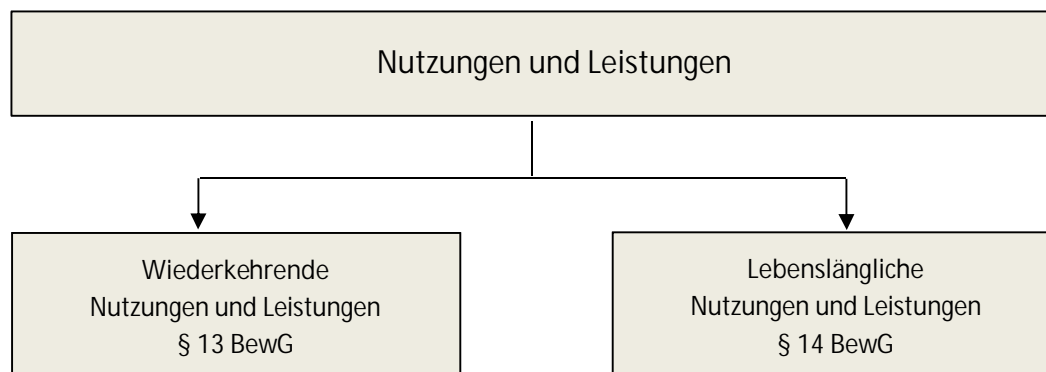 Nutzungen und Leistungen
Wiederkehrende
Nutzungen und Leistungen
§ 13 BewG
Lebenslängliche
Nutzungen und Leistungen
§ 14 BewG